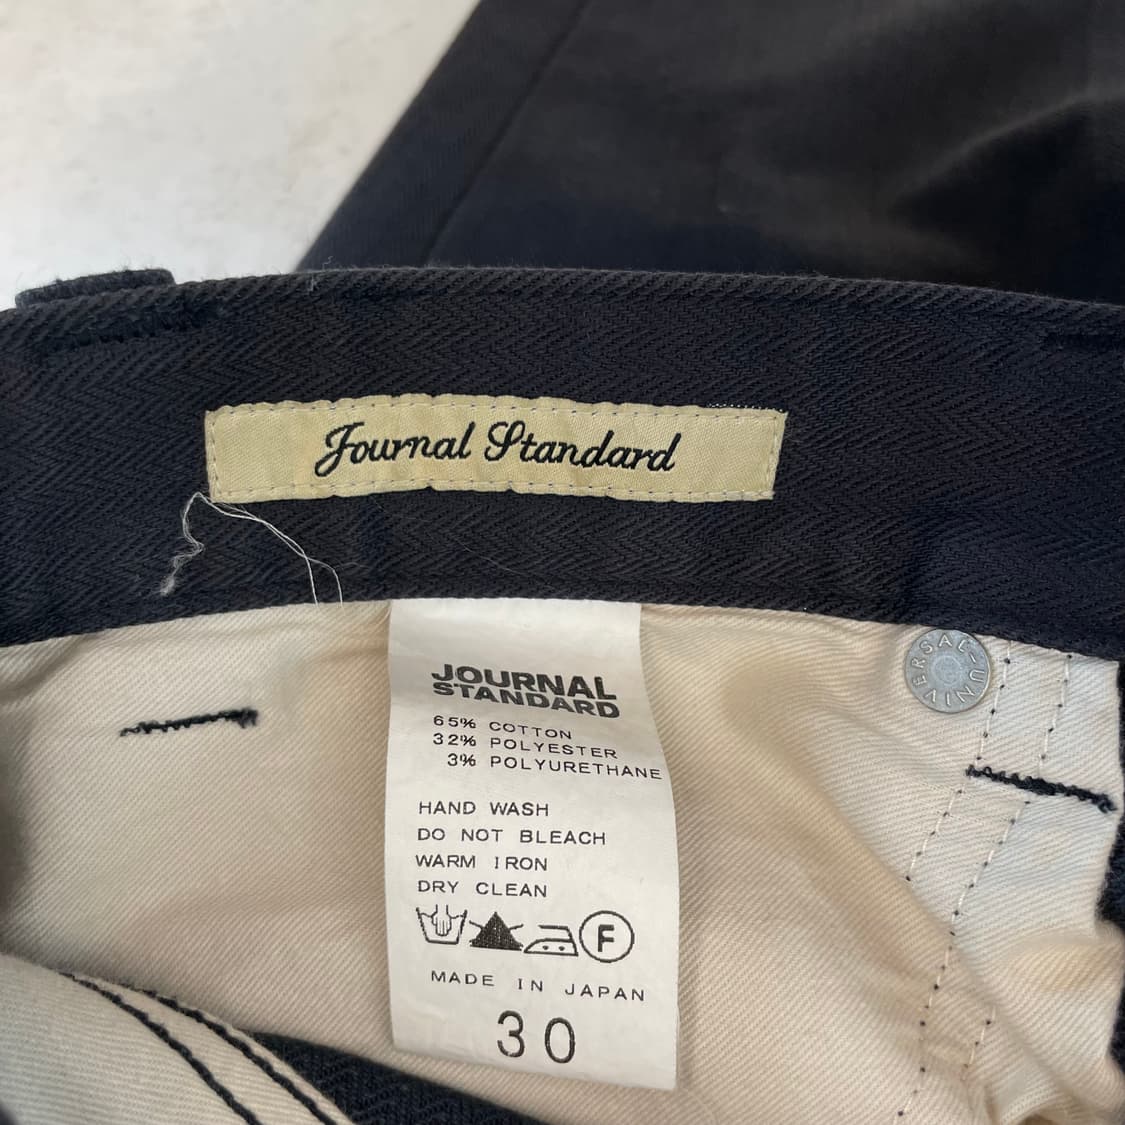 Journal Standard
JOURNAL
STANDARD
65% COTTON
32% POLYESTER
3% POLYURETHANE
HAND WASH
DO NOT BLEACH
WARM IRON
DRY CLEAN
F
MADE IN JAPAN
30
UNIVERSAL